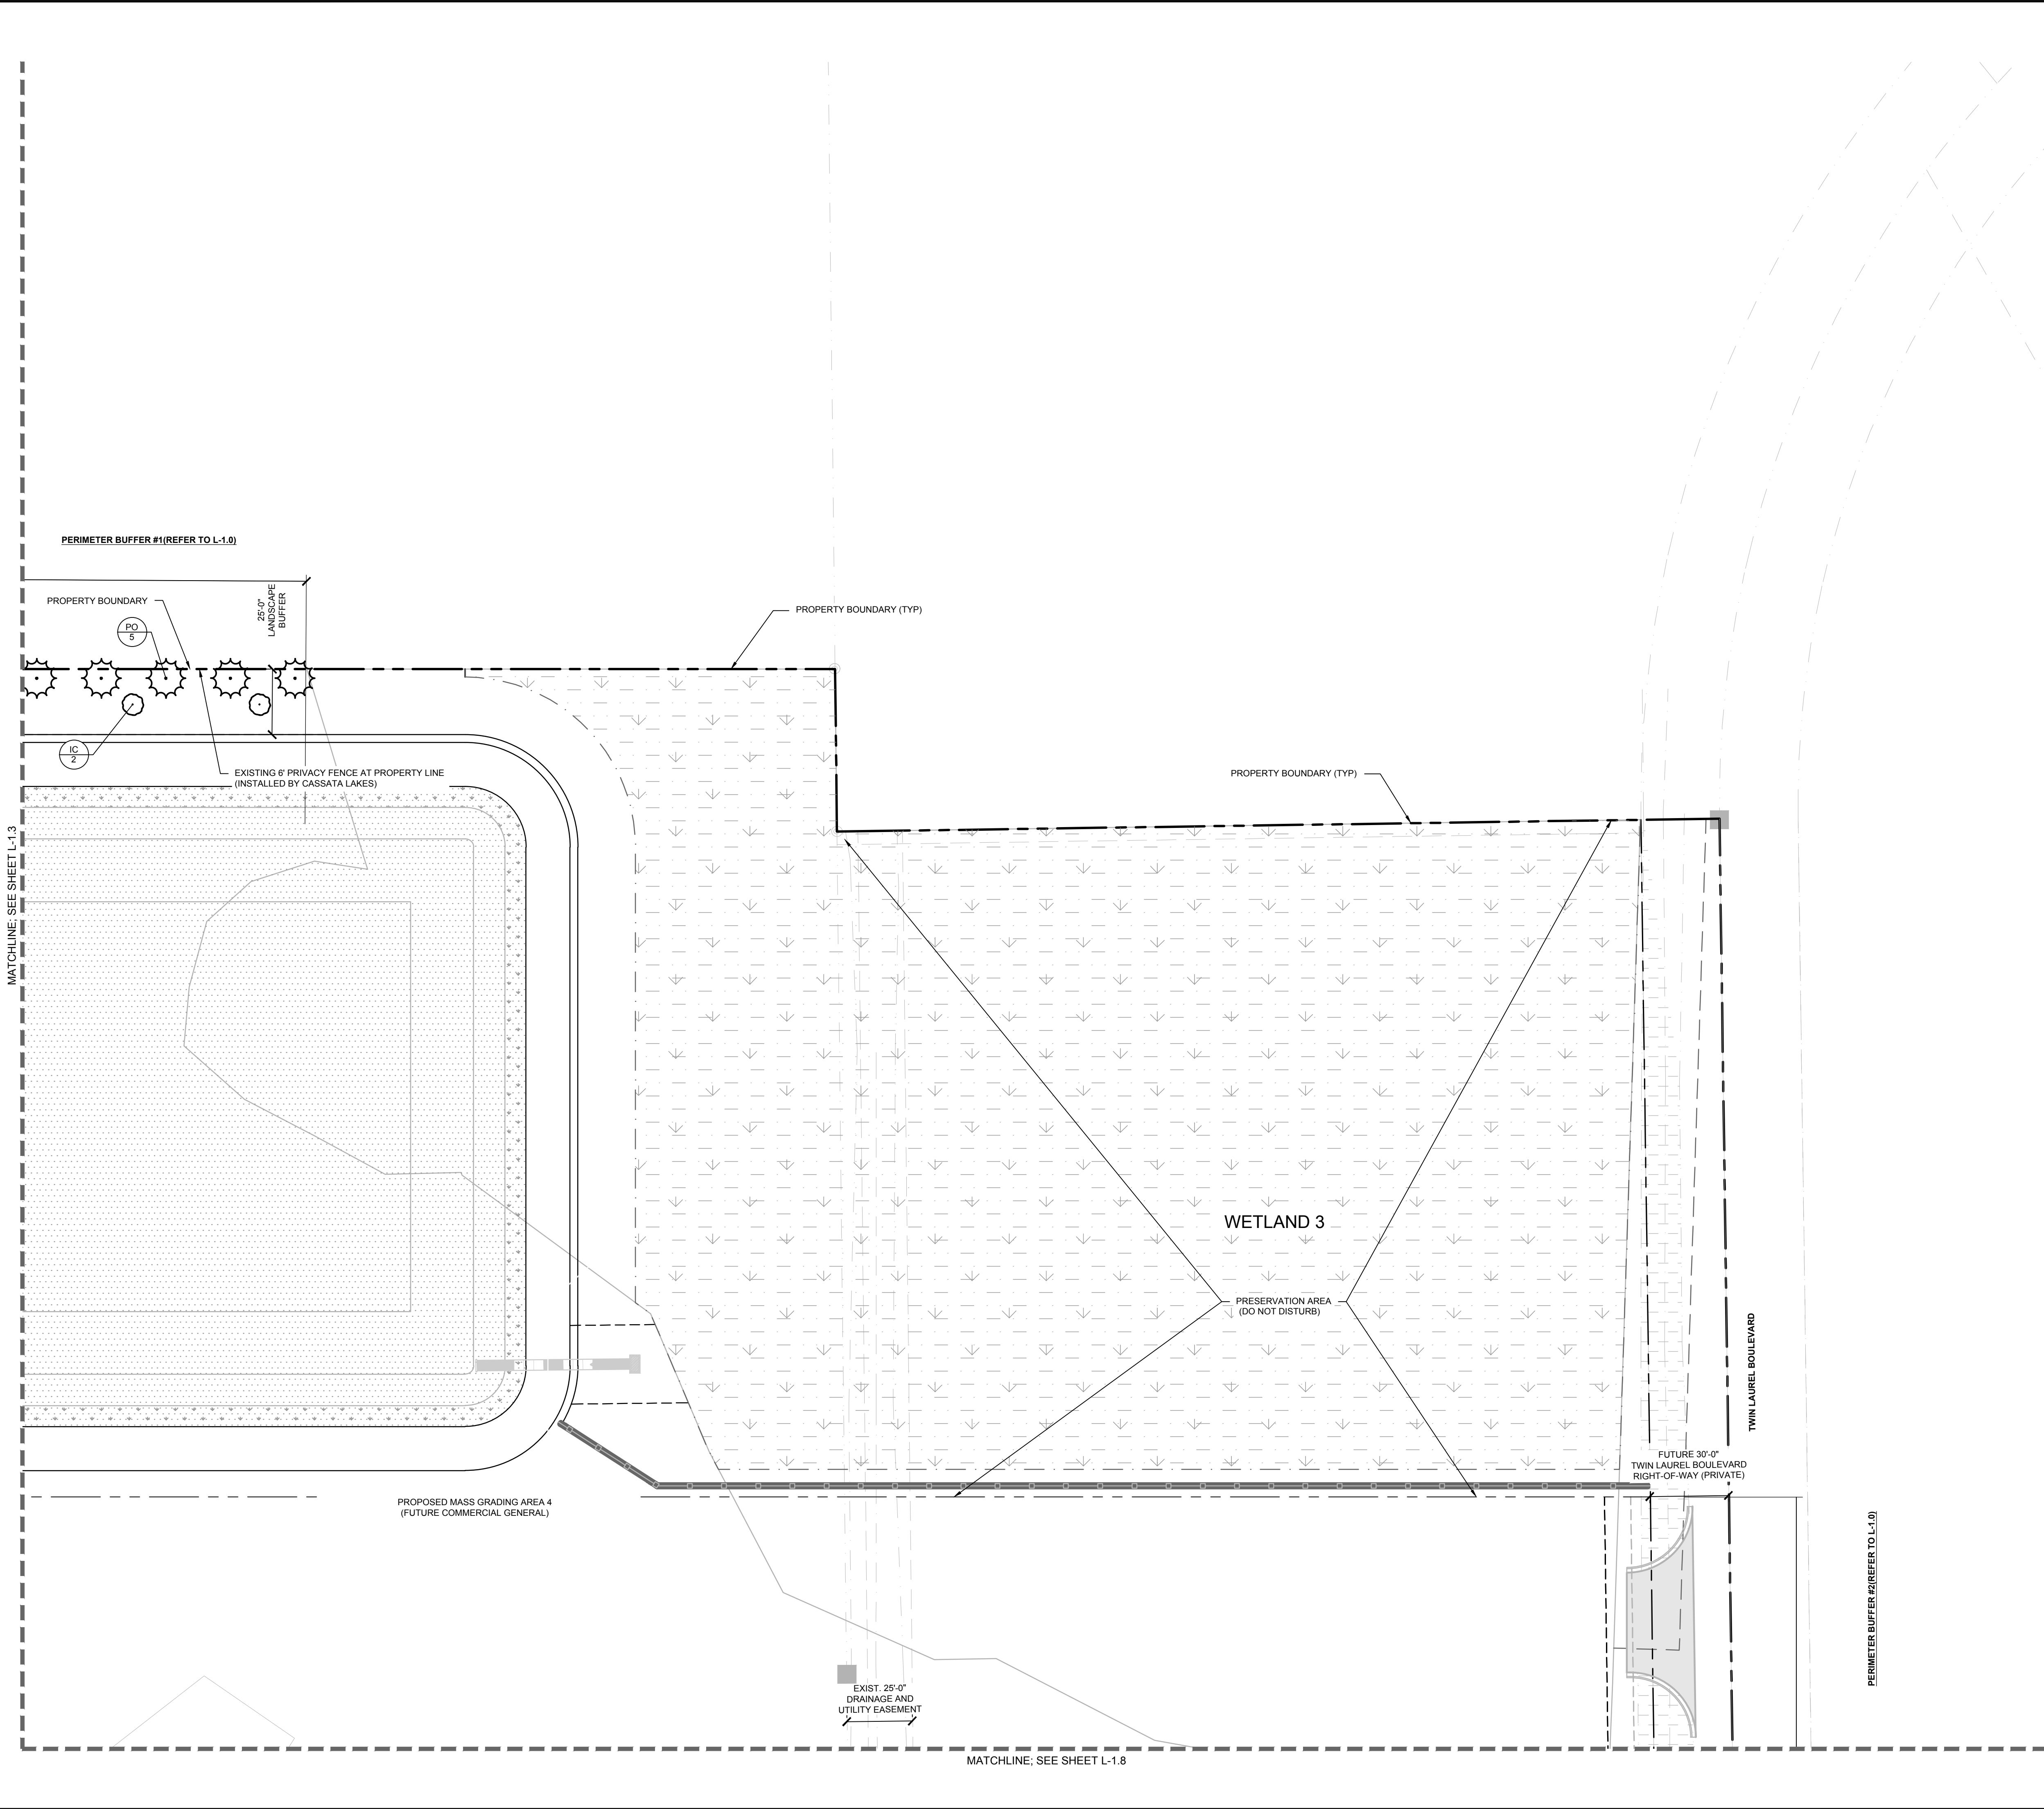 PERIMETER BUFFER #1(REFER TO L-1.0)
PROPERTY BOUNDARY
25'-0"
LANDSCAPE
BUFFER
PO
5
PROPERTY BOUNDARY (TYP)
IC
2
EXISTING 6' PRIVACY FENCE AT PROPERTY LINE
(INSTALLED BY CASSATA LAKES)
PROPERTY BOUNDARY (TYP)
MATCHLINE; SEE SHEET L-1.3
WETLAND 3
PRESERVATION AREA
(DO NOT DISTURB)
TWIN LAUREL BOULEVARD
FUTURE 30'-0"
TWIN LAUREL BOULEVARD
RIGHT-OF-WAY (PRIVATE)
PROPOSED MASS GRADING AREA 4
(FUTURE COMMERCIAL GENERAL)
PERIMETER BUFFER #2(REFER TO L-1.0)
EXIST. 25'-0"
DRAINAGE AND
UTILITY EASEMENT
MATCHLINE; SEE SHEET L-1.8